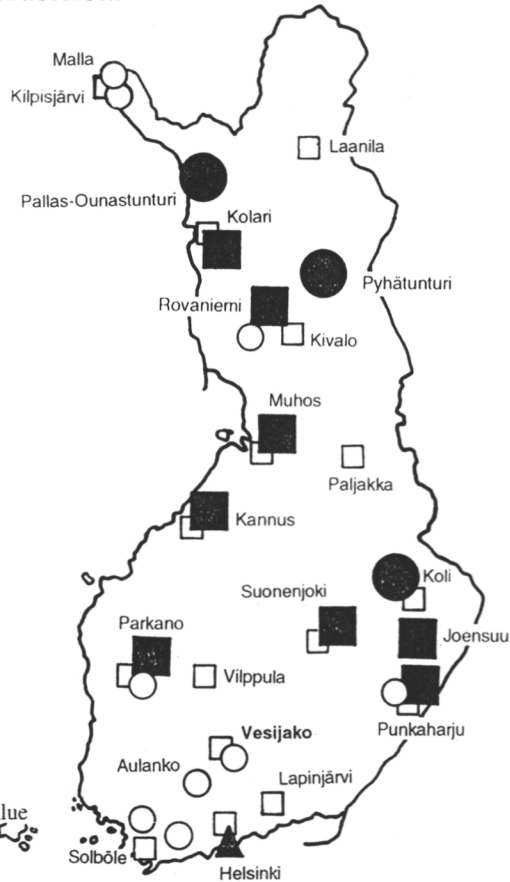 Malla
Kilpisjärvi
Laanila
Pallas-Ounastunturi
Kolari
Pyhätunturi
Rovaniemi
Kivalo
Muhos
Paljakka
Kannus
Koli
Suonenjoki
Parkano
Joensuu
Vilppula
Punkaharju
Vesijako
Aulanko
Lapinjärvi
lue
Solböle
Helsinki